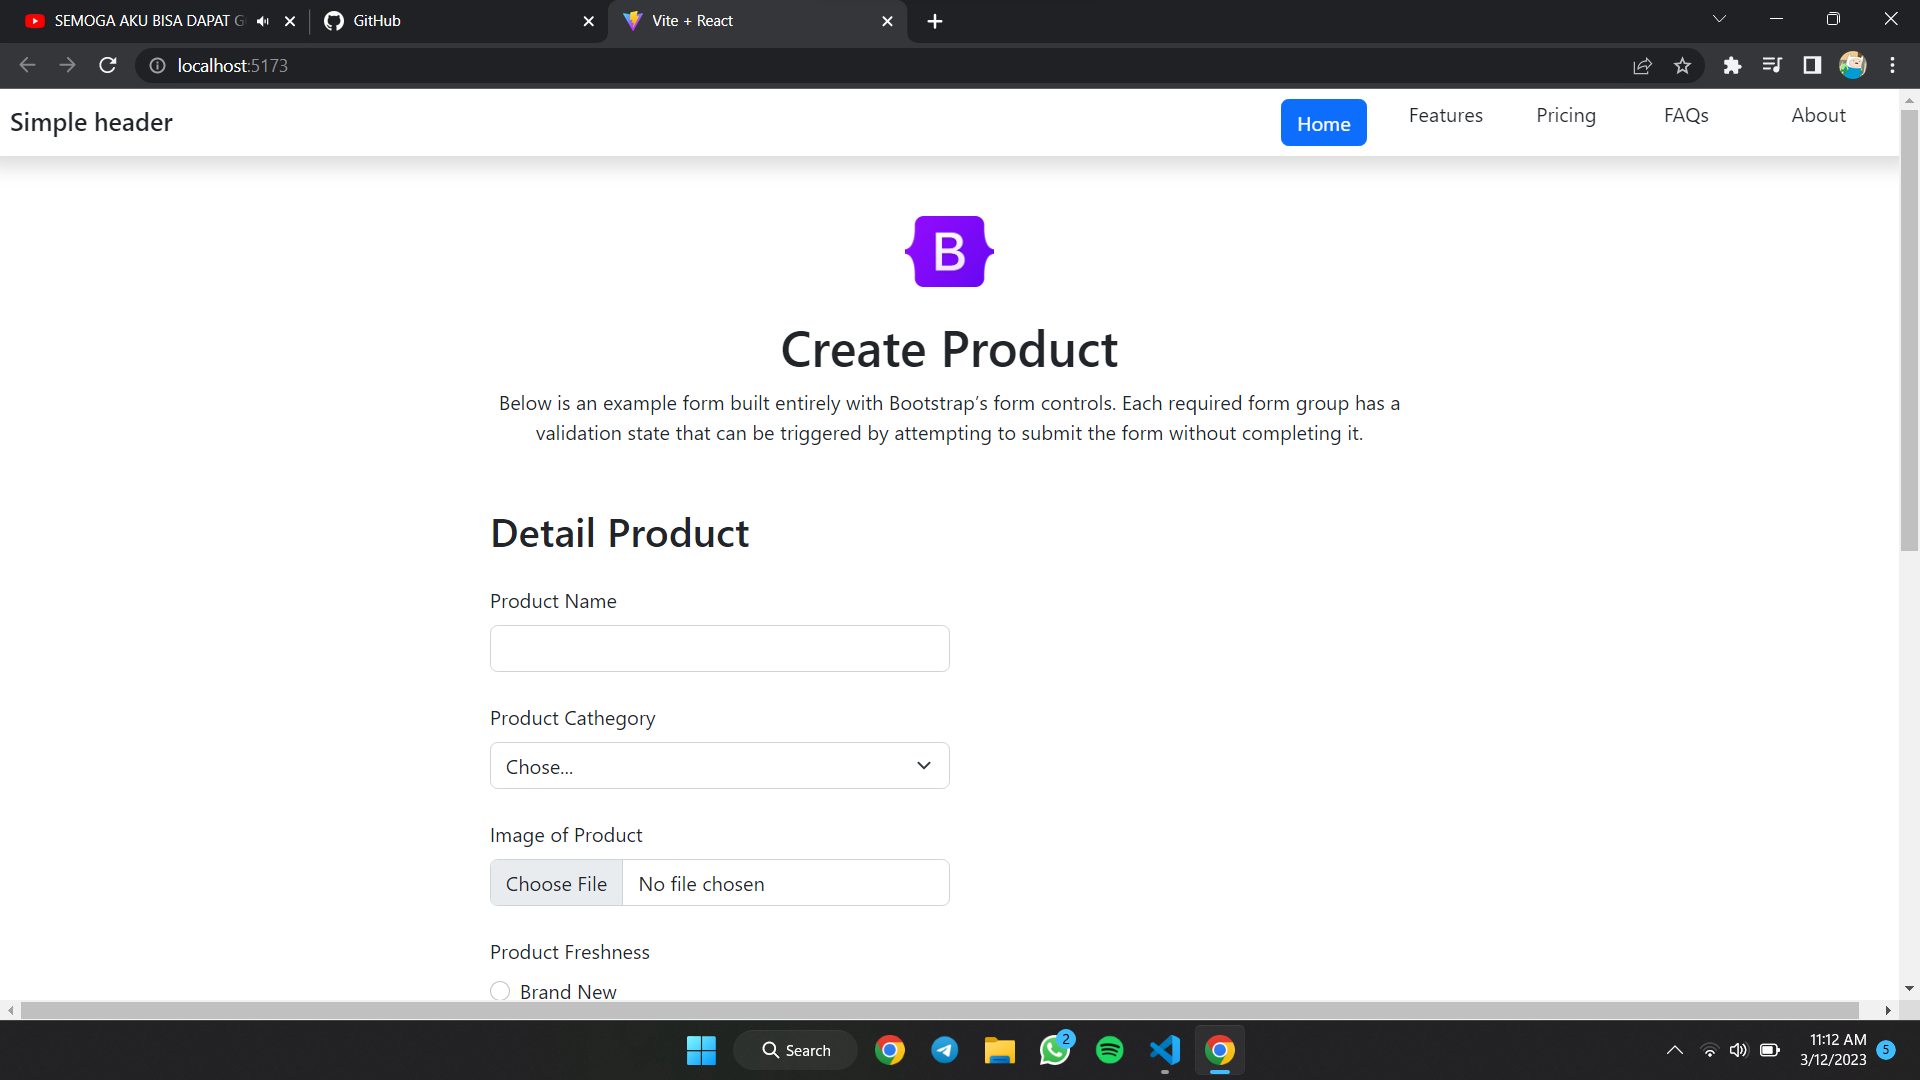 SEMOGA AKU BISA DAPAT G
GitHub
Vite + React
localhost:5173
Simple header
Home
Features
Pricing
FAQs
About
B
Create Product
Below is an example form built entirely with Bootstrap’s form controls. Each required form group has a
validation state that can be triggered by attempting to submit the form without completing it.
Detail Product
Product Name
Product Cathegory
Chose...
Image of Product
Choose File
No file chosen
Product Freshness
Brand New
Search
2
11:12 AM
3/12/2023
5